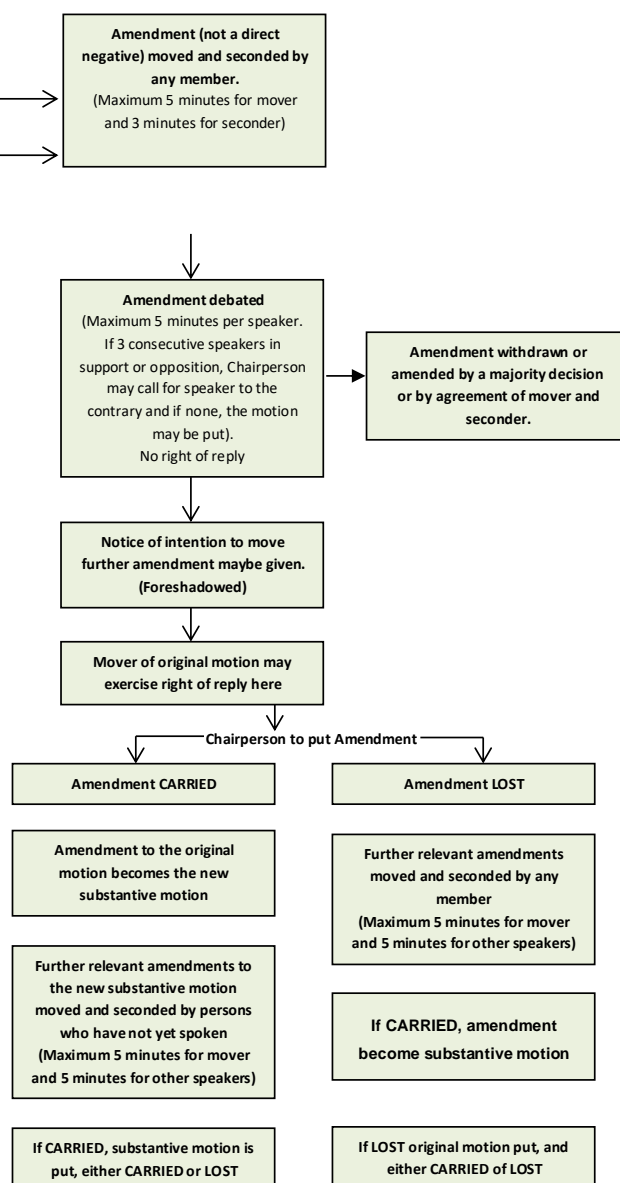 Amendment (not a direct
negative) moved and seconded by
any member.
(Maximum 5 minutes for mover
and 3 minutes for seconder)
Amendment debated
(Maximum 5 minutes per speaker.
If 3 consecutive speakers in
support or opposition, Chairperson
may call for speaker to the
contrary and if none, the motion
may be put).
No right of reply
Amendment withdrawn or
amended by a majority decision
or by agreement of mover and
seconder.
Notice of intention to move
further amendment maybe given.
(Foreshadowed)
Mover of original motion may
exercise right of reply here
Chairperson to put Amendment
Amendment CARRIED
Amendment to the original
motion becomes the new
substantive motion
Further relevant amendments to
the new substantive motion
moved and seconded by persons
who have not yet spoken
(Maximum 5 minutes for mover
and 5 minutes for other speakers)
If CARRIED, substantive motion is
put, either CARRIED or LOST
Amendment LOST
Further relevant amendments
moved and seconded by any
member
(Maximum 5 minutes for mover
and 5 minutes for other speakers)
If CARRIED, amendment
become substantive motion
If LOST original motion put, and
either CARRIED of LOST